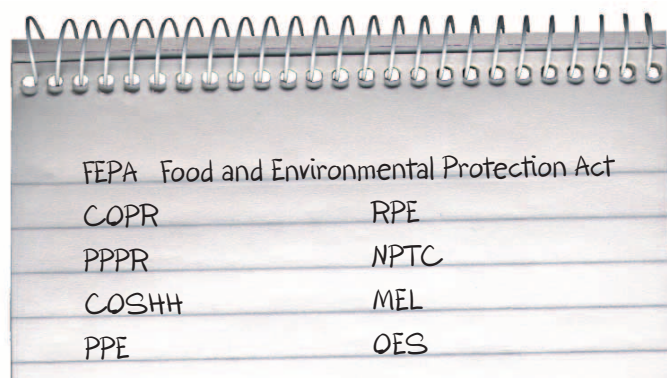 FEPA Food and Environmental Protection Act
COPR RPE
PPPR NPTC
COSHH MEL
PPE OES